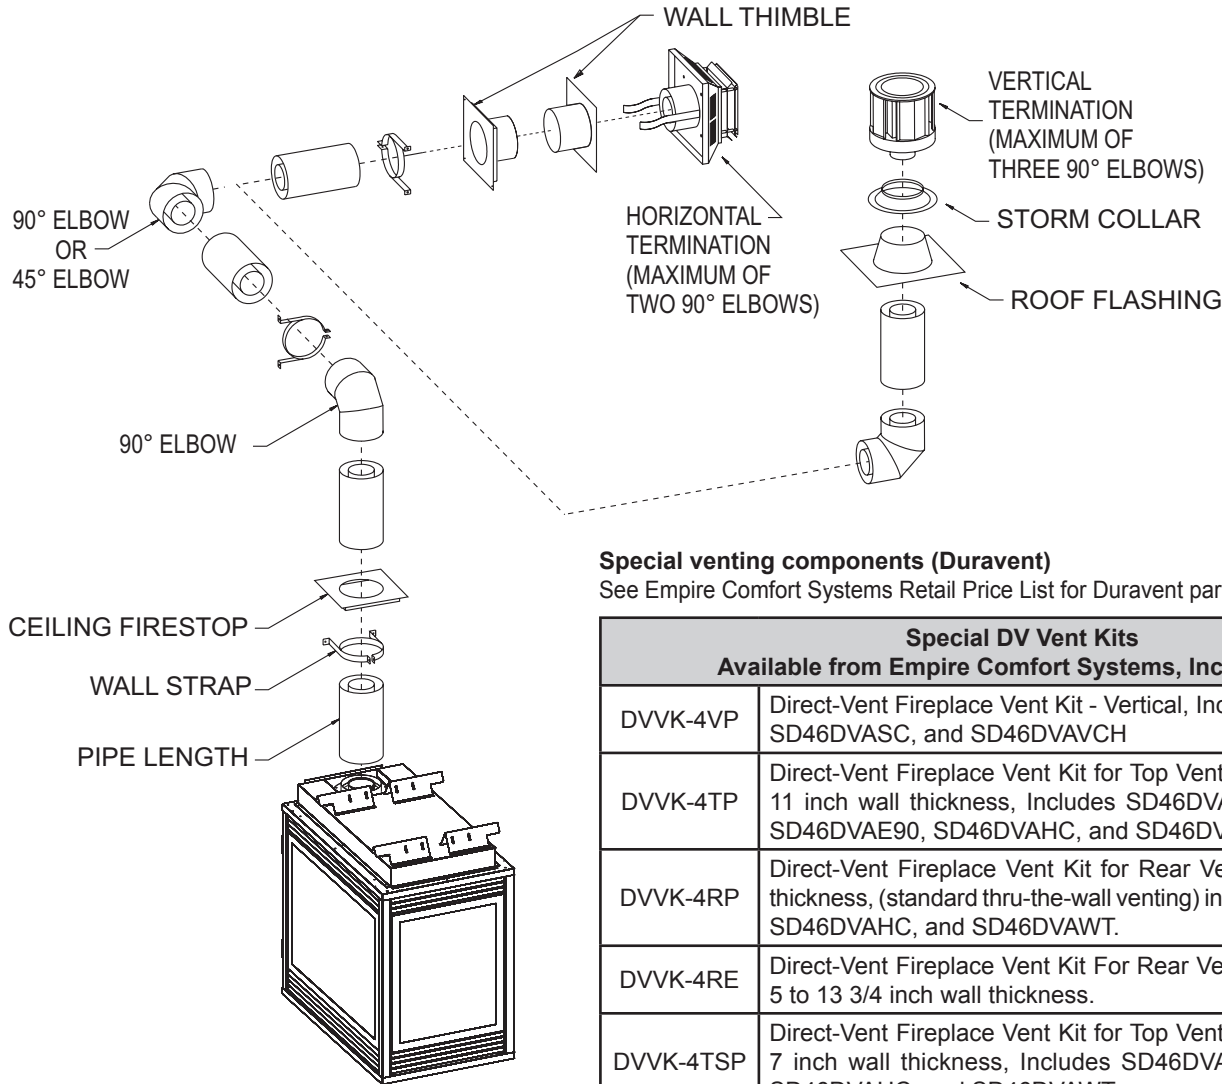 WALL THIMBLE
VERTICAL
TERMINATION
(MAXIMUM OF
THREE 90° ELBOWS)
90° ELBOW
OR
45° ELBOW
HORIZONTAL
TERMINATION
(MAXIMUM OF
TWO 90° ELBOWS)
STORM COLLAR
ROOF FLASHING
90° ELBOW
CEILING FIRESTOP
WALL STRAP
PIPE LENGTH
Special venting components (Duravent)
See Empire Comfort Systems Retail Price List for Duravent par
Special DV Vent Kits
Available from Empire Comfort Systems, Inc
DVVK-4VP
Direct-Vent Fireplace Vent Kit - Vertical, Inc
SD46DVASC, and SD46DVAVCH
DVVK-4TP
Direct-Vent Fireplace Vent Kit for Top Vent
11 inch wall thickness, Includes SD46DVA
SD46DVAE90, SD46DVAHC, and SD46DV
DVVK-4RP
Direct-Vent Fireplace Vent Kit for Rear Ve
thickness, (standard thru-the-wall venting) in
SD46DVAHC, and SD46DVAWT.
DVVK-4RE
Direct-Vent Fireplace Vent Kit For Rear Ve
5 to 13 3/4 inch wall thickness.
DVVK-4TSP
Direct-Vent Fireplace Vent Kit for Top Vent
7 inch wall thickness, Includes SD46DVA